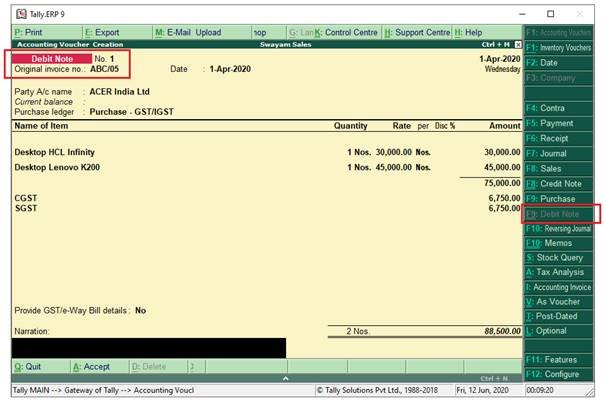 Tally.ERP 9
P: Print E: Export M: E-Mail Upload G: Lan K: Control Centre H: Support Centre H: Help
F1: Accounting Vouchers
Accounting Voucher Creation Swayam Sales Ctrl + M
F1: Inventory Vouchers
Debit Note No. 1 1-Apr-2020
F2: Date
Original invoice no.: ABC/05 Date : 1-Apr-2020 Wednesday
F3: Company
Party A/c name : ACER India Ltd
Current balance :
F4: Contra
Purchase ledger : Purchase - GST/IGST
F5: Payment
Name of Item Quantity Rate per Disc % Amount
F6: Receipt
F7: Journal
Desktop HCL Infinity 1 Nos. 30,000.00 Nos. 30,000.00
F8: Sales
Desktop Lenovo K200 1 Nos. 45,000.00 Nos. 45,000.00
F8: Credit Note
75,000.00
F9: Purchase
CGST 6,750.00
SGST 6,750.00
F9: Debit Note
F10: Reversing Journal
F10: Memos
S: Stock Query
A: Tax Analysis
I: Accounting Invoice
V: As Voucher
Provide GST/e-Way Bill details : No
T: Post-Dated
Narration: 2 Nos. 88,500.00
L: Optional
F11: Features
Q: Quit A: Accept D: Delete
F12: Configure
Ctrl + N
Tally MAIN --> Gateway of Tally --> Accounting Voucl © Tally Solutions Pvt Ltd., 1988-2018 Fri, 12 Jun, 2020 00:09:20